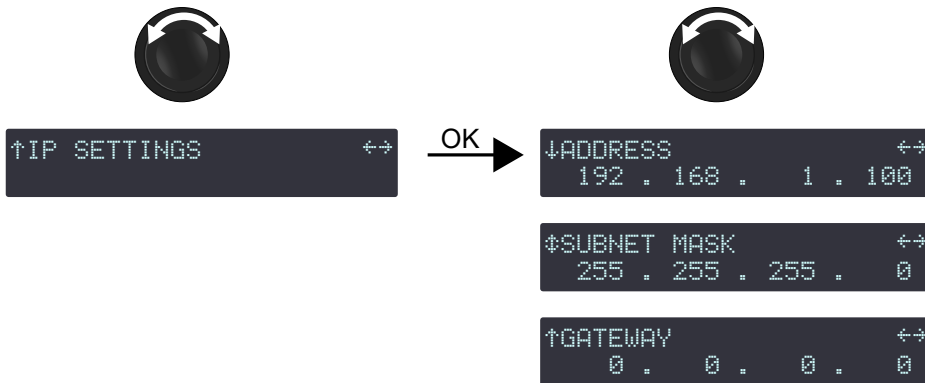 ↑IP SETTINGS ←→
OK
↓ADDRESS ←→
192 . 168 . 1 . 100
↕SUBNET MASK ←→
255 . 255 . 255 . 0
↑GATEWAY ←→
0 . 0 . 0 . 0